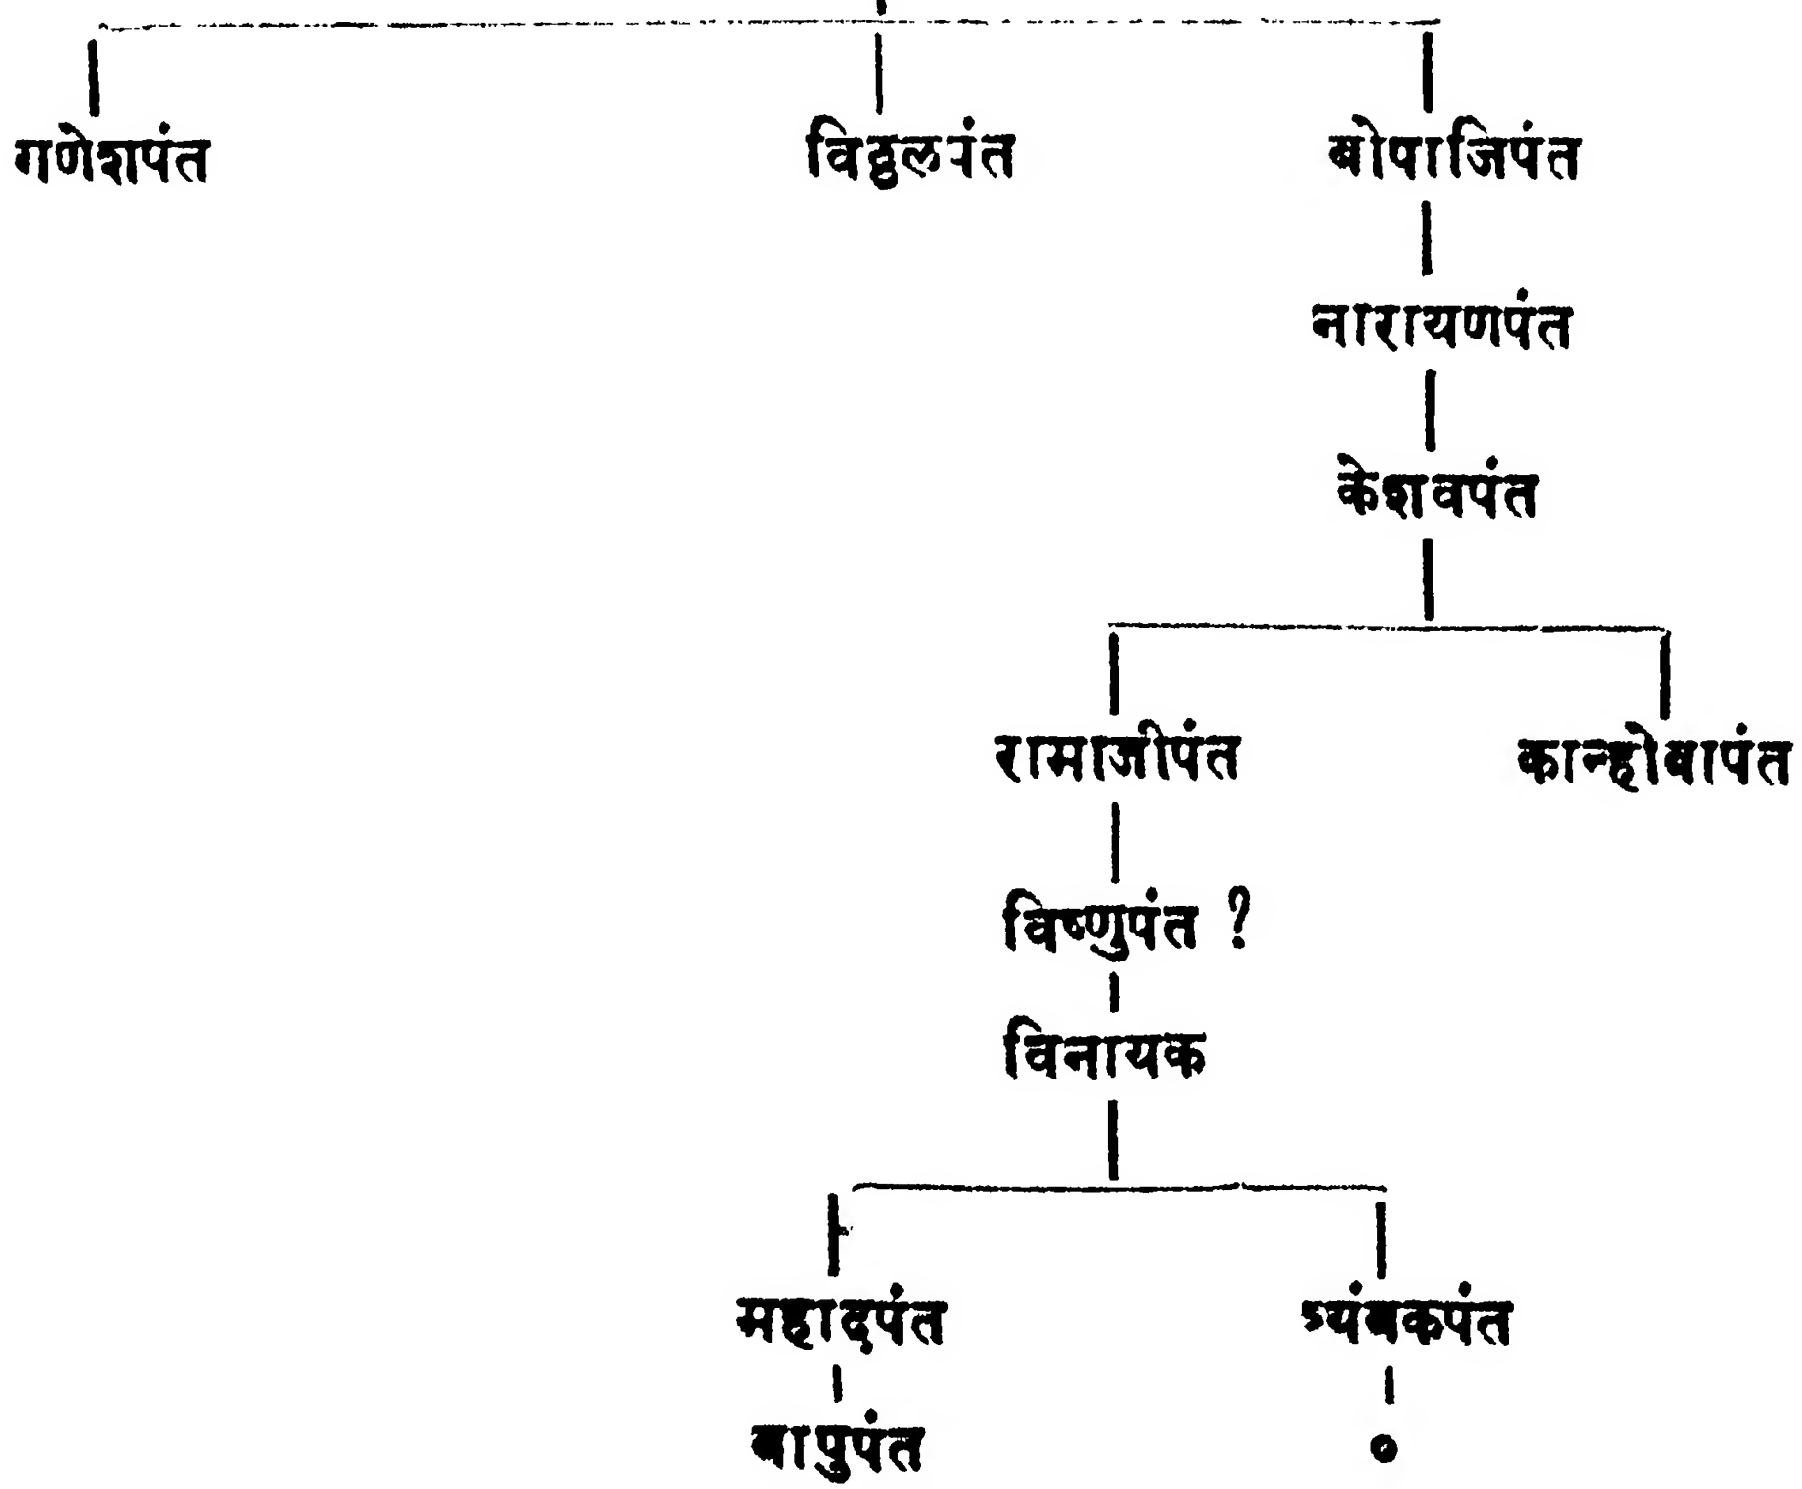 गणेशपंत विठ्ठलपंत बोपाजिपंत
नारायणपंत
केशवपंत
रामाजीपंत कान्होबापंत
विष्णुपंत ?
विनायक
महादपंत त्र्यंबकपंत
बापुपंत ०